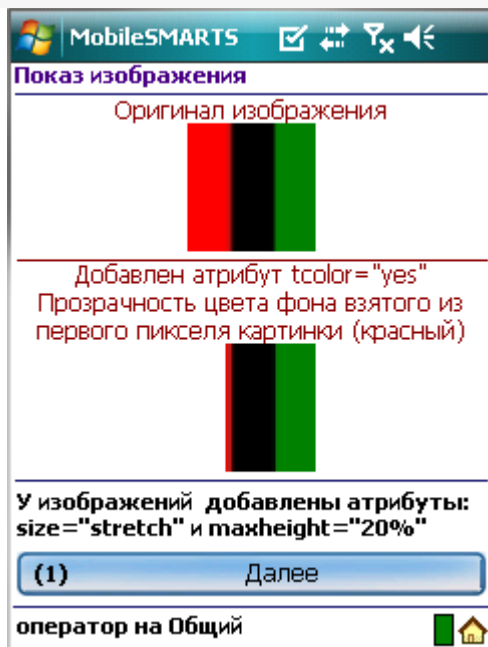 MobileSMARTS
Показ изображения
Оригинал изображения
Добавлен атрибут tcolor="yes"
Прозрачность цвета фона взятого из
первого пикселя картинки (красный)
У изображений добавлены атрибуты:
size="stretch" и maxheight="20%"
(1) Далее
оператор на Общий